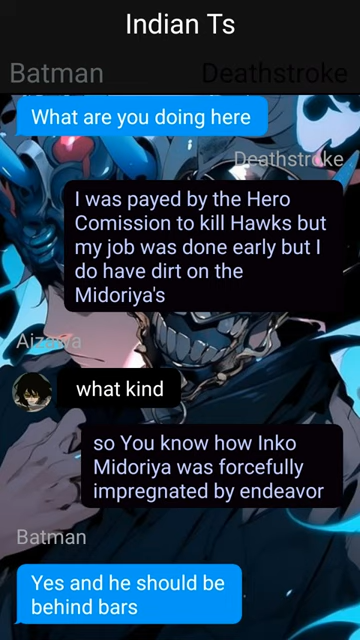 Indian Ts
Batman
Deathstroke
What are you doing here
Deathstroke
I was payed by the Hero
Comission to kill Hawks but
my job was done early but I
do have dirt on the
Midoriya's
Aizawa
what kind
so You know how Inko
Midoriya was forcefully
impregnated by endeavor
Batman
Yes and he should be
behind bars